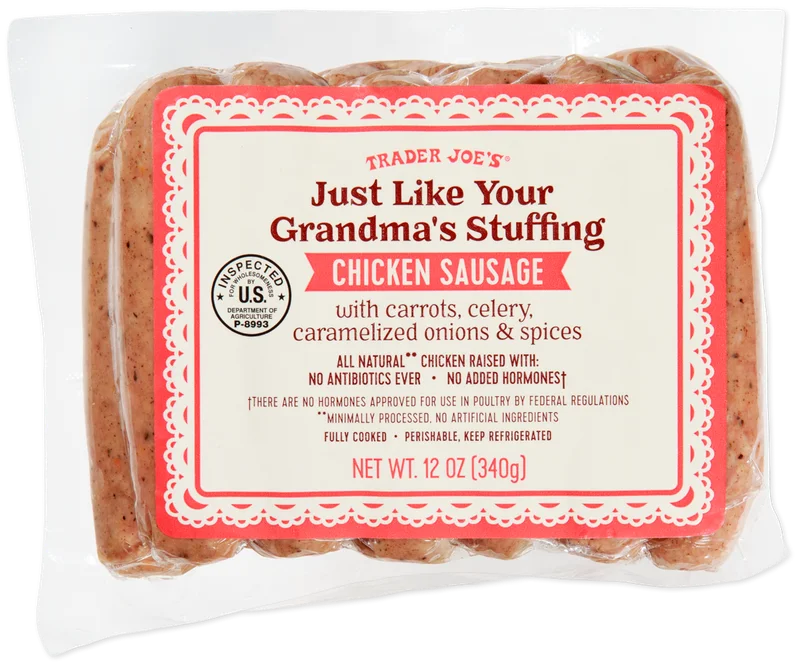 TRADER JOE'S®
Just Like Your
Grandma's Stuffing
CHICKEN SAUSAGE
with carrots, celery,
caramelized onions & spices
INSPECTED
FOR WHOLESOMENESS
BY
U.S.
DEPARTMENT OF
AGRICULTURE
P-8993
ALL NATURAL** CHICKEN RAISED WITH:
NO ANTIBIOTICS EVER • NO ADDED HORMONES†
†THERE ARE NO HORMONES APPROVED FOR USE IN POULTRY BY FEDERAL REGULATIONS
**MINIMALLY PROCESSED, NO ARTIFICIAL INGREDIENTS
FULLY COOKED • PERISHABLE, KEEP REFRIGERATED
NET WT. 12 OZ (340g)